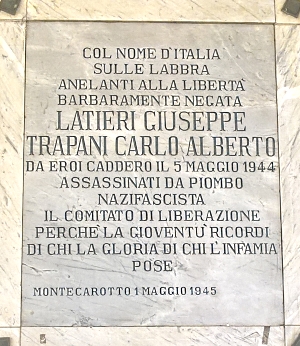 COL NOME D'ITALIA
SULLE LABBRA
ANELANTI ALLA LIBERTA'
BARBARAMENTE NEGATA
LATIERI GIUSEPPE
TRAPANI CARLO ALBERTO
DA EROI CADDERO IL 5 MAGGIO 1944
ASSASSINATI DA PIOMBO
NAZIFASCISTA
IL COMITATO DI LIBERAZIONE
PERCHÈ LA GIOVENTU' RICORDI
DI CHI LA GLORIA DI CHI L'INFAMIA
POSE
MONTECAROTTO 1 MAGGIO 1945